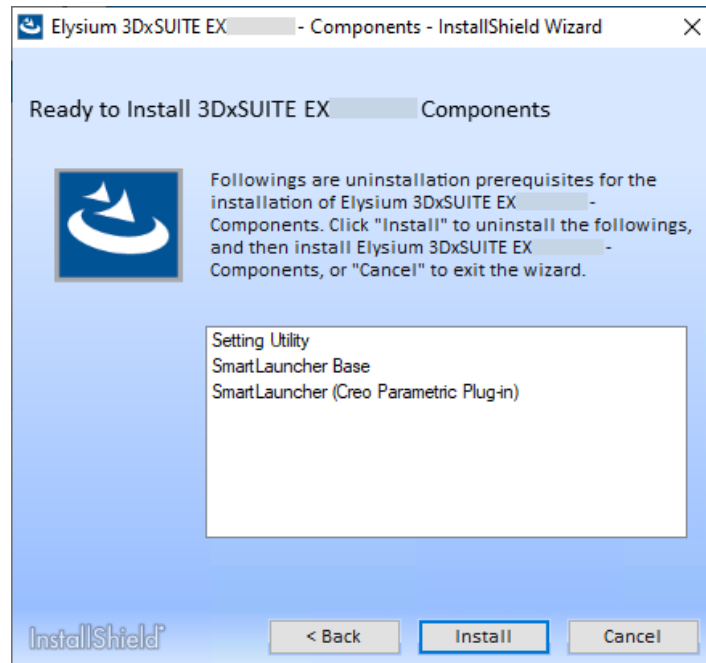 Elysium 3DxSUITE EX - Components - InstallShield Wizard
Ready to Install 3DxSUITE EX Components
Followings are uninstallation prerequisites for the
installation of Elysium 3DxSUITE EX -
Components. Click "Install" to uninstall the followings,
and then install Elysium 3DxSUITE EX -
Components, or "Cancel" to exit the wizard.
Setting Utility
SmartLauncher Base
SmartLauncher (Creo Parametric Plug-in)
InstallShield
< Back
Install
Cancel